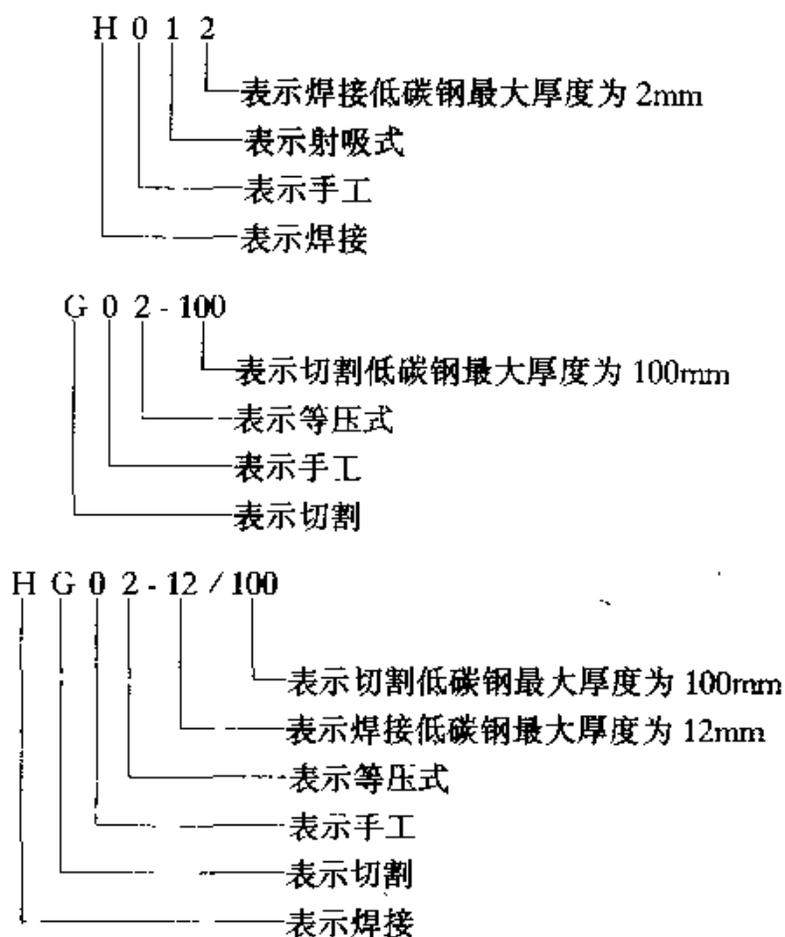 H 0 1 2
表示焊接低碳钢最大厚度为 2mm
表示射吸式
表示手工
表示焊接
G 0 2 - 100
表示切割低碳钢最大厚度为 100mm
表示等压式
表示手工
表示切割
H G 0 2 - 12 / 100
表示切割低碳钢最大厚度为 100mm
表示焊接低碳钢最大厚度为 12mm
表示等压式
表示手工
表示切割
表示焊接